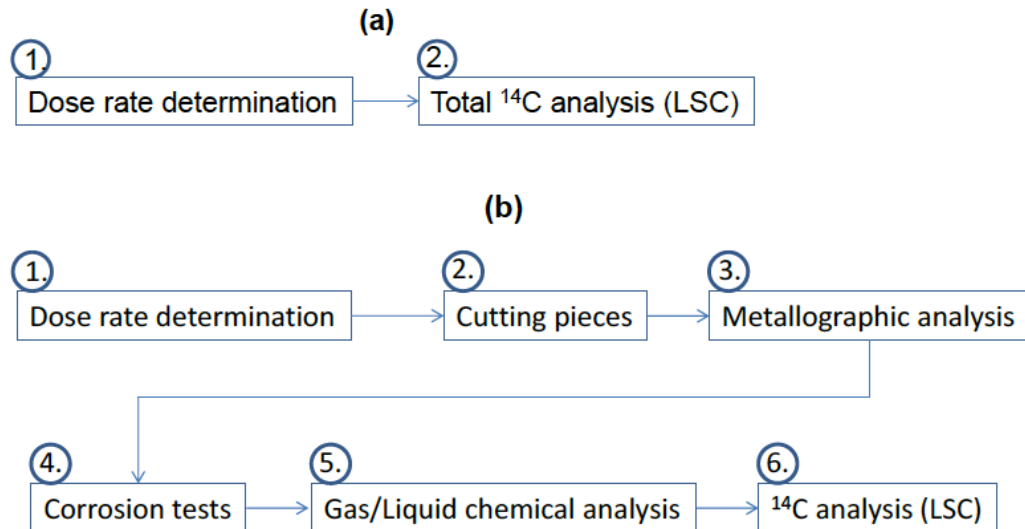 (a)
1. 2.
Dose rate determination Total ¹⁴C analysis (LSC)
(b)
1. 2. 3.
Dose rate determination Cutting pieces Metallographic analysis
4. 5. 6.
Corrosion tests Gas/Liquid chemical analysis ¹⁴C analysis (LSC)